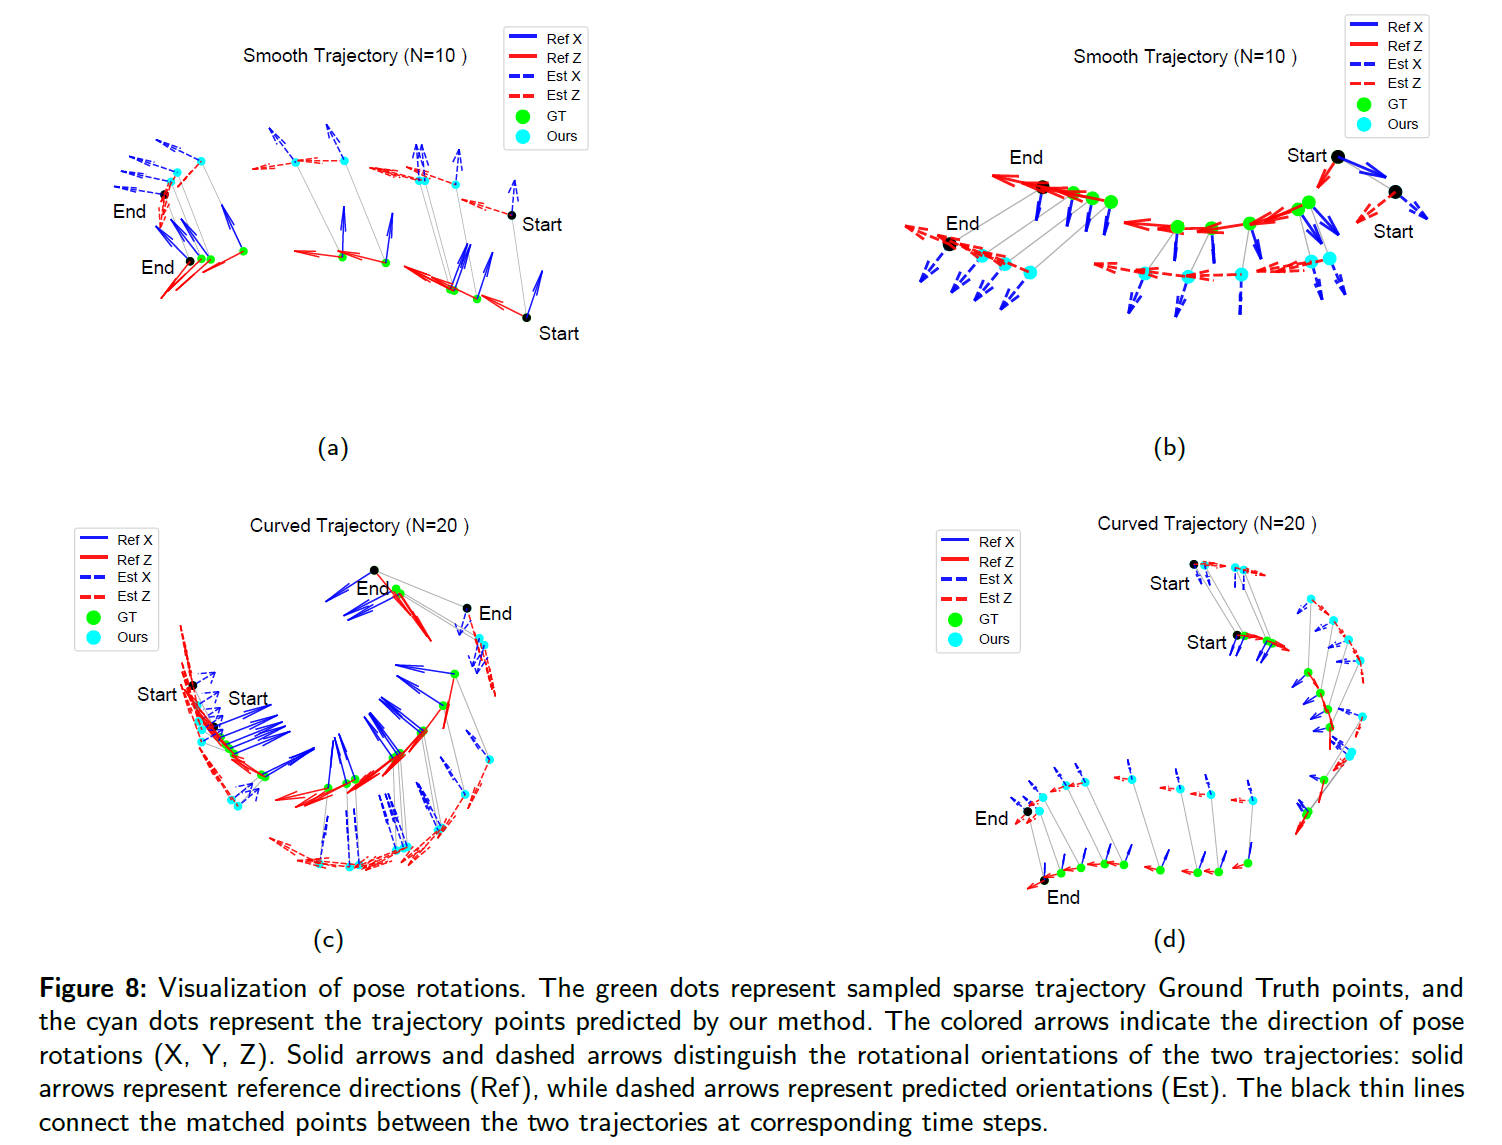 Smooth Trajectory (N=10 )
Ref X
Ref Z
Est X
Est Z
GT
Ours
End
Start
End
Start
(a)
Smooth Trajectory (N=10 )
Ref X
Ref Z
Est X
Est Z
GT
Ours
End
Start
End
Start
(b)
Curved Trajectory (N=20 )
Ref X
Ref Z
Est X
Est Z
GT
Ours
End
End
Start
Start
(c)
Curved Trajectory (N=20 )
Ref X
Ref Z
Est X
Est Z
GT
Ours
Start
Start
End
End
(d)
Figure 8: Visualization of pose rotations. The green dots represent sampled sparse trajectory Ground Truth points, and
the cyan dots represent the trajectory points predicted by our method. The colored arrows indicate the direction of pose
rotations (X, Y, Z). Solid arrows and dashed arrows distinguish the rotational orientations of the two trajectories: solid
arrows represent reference directions (Ref), while dashed arrows represent predicted orientations (Est). The black thin lines
connect the matched points between the two trajectories at corresponding time steps.